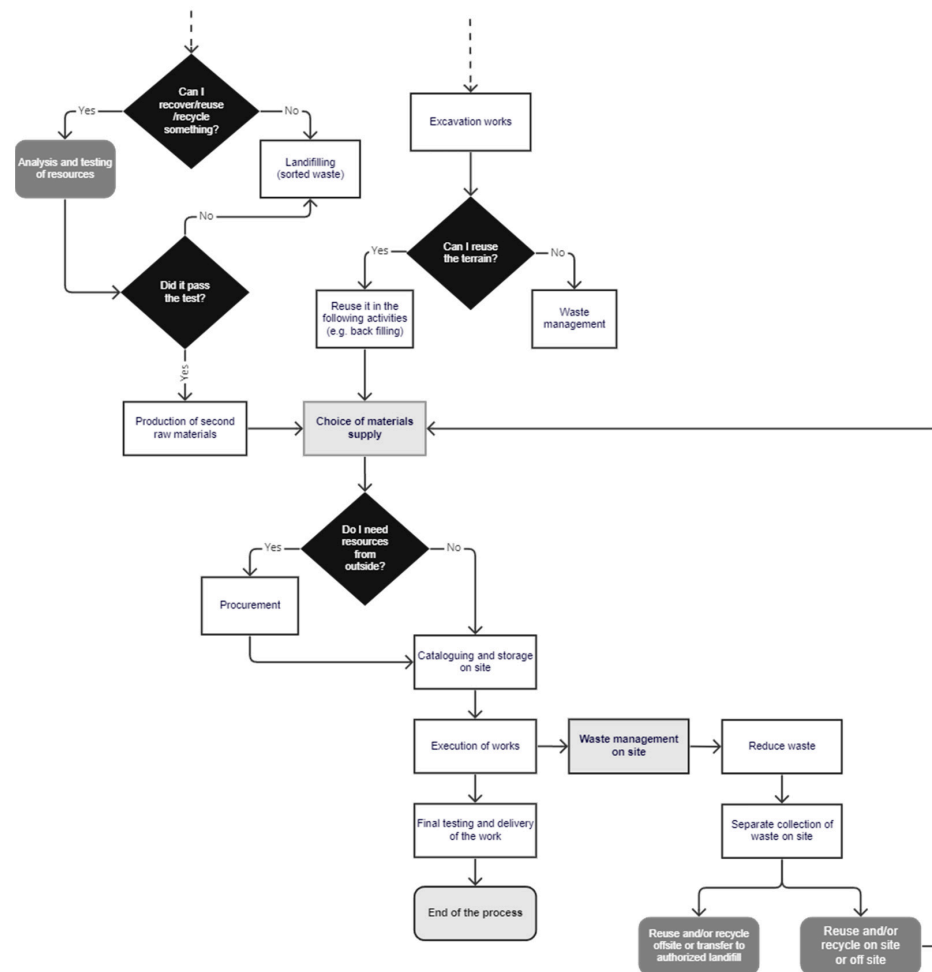 Can I
recover/reuse
/recycle
something?
Yes
No
Analysis and testing
of resources
Landifilling
(sorted waste)
No
Did it pass
the test?
Yes
Production of second
raw materials
Excavation works
Can I reuse
the terrain?
Yes
No
Reuse it in the
following activities
(e.g. back filling)
Waste
management
Choice of materials
supply
Do I need
resources
from
outside?
Yes
No
Procurement
Cataloguing and storage
on site
Execution of works
Waste management
on site
Reduce waste
Final testing and delivery
of the work
Separate collection of
waste on site
End of the process
Reuse and/or recycle
offsite or transfer to
authorized landfill
Reuse and/or
recycle on site
or off site